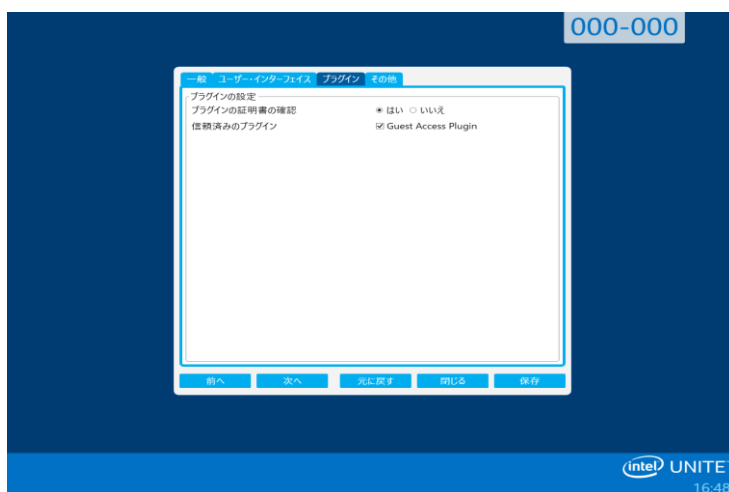 000-000
一般 ユーザー・インターフェイス プラグイン その他
プラグインの設定
プラグインの証明書の確認 はい いいえ
信頼済みのプラグイン Guest Access Plugin
前へ 次へ 元に戻す 閉じる 保存
intel UNITE
16:48